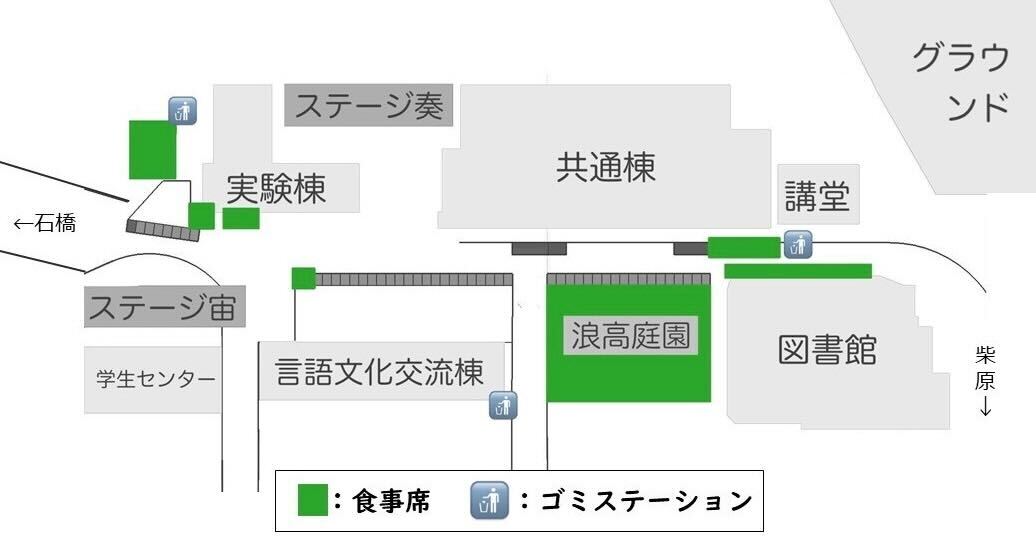 グラウ
ンド
ステージ奏
共通棟
実験棟
講堂
←石橋
ステージ宙
浪高庭園
図書館
柴原↓
言語文化交流棟
学生センター
：食事席
：ゴミステーション